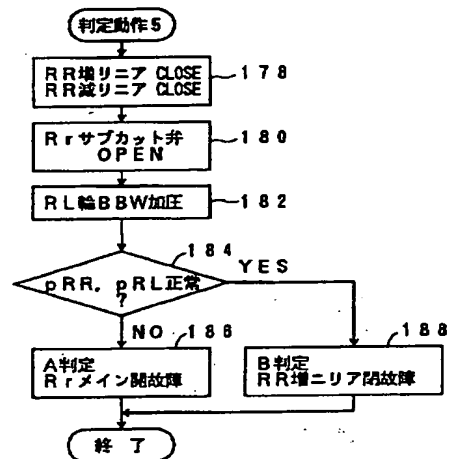 判定動作5
RR増リニア CLOSE
RR減リニア CLOSE
178
Rrサブカット弁
OPEN
180
RL輪BBW加圧
182
184
pRR, pRL正常
?
YES
NO
186
188
A判定
Rrメイン開故障
B判定
RR増ニリア閉故障
終了